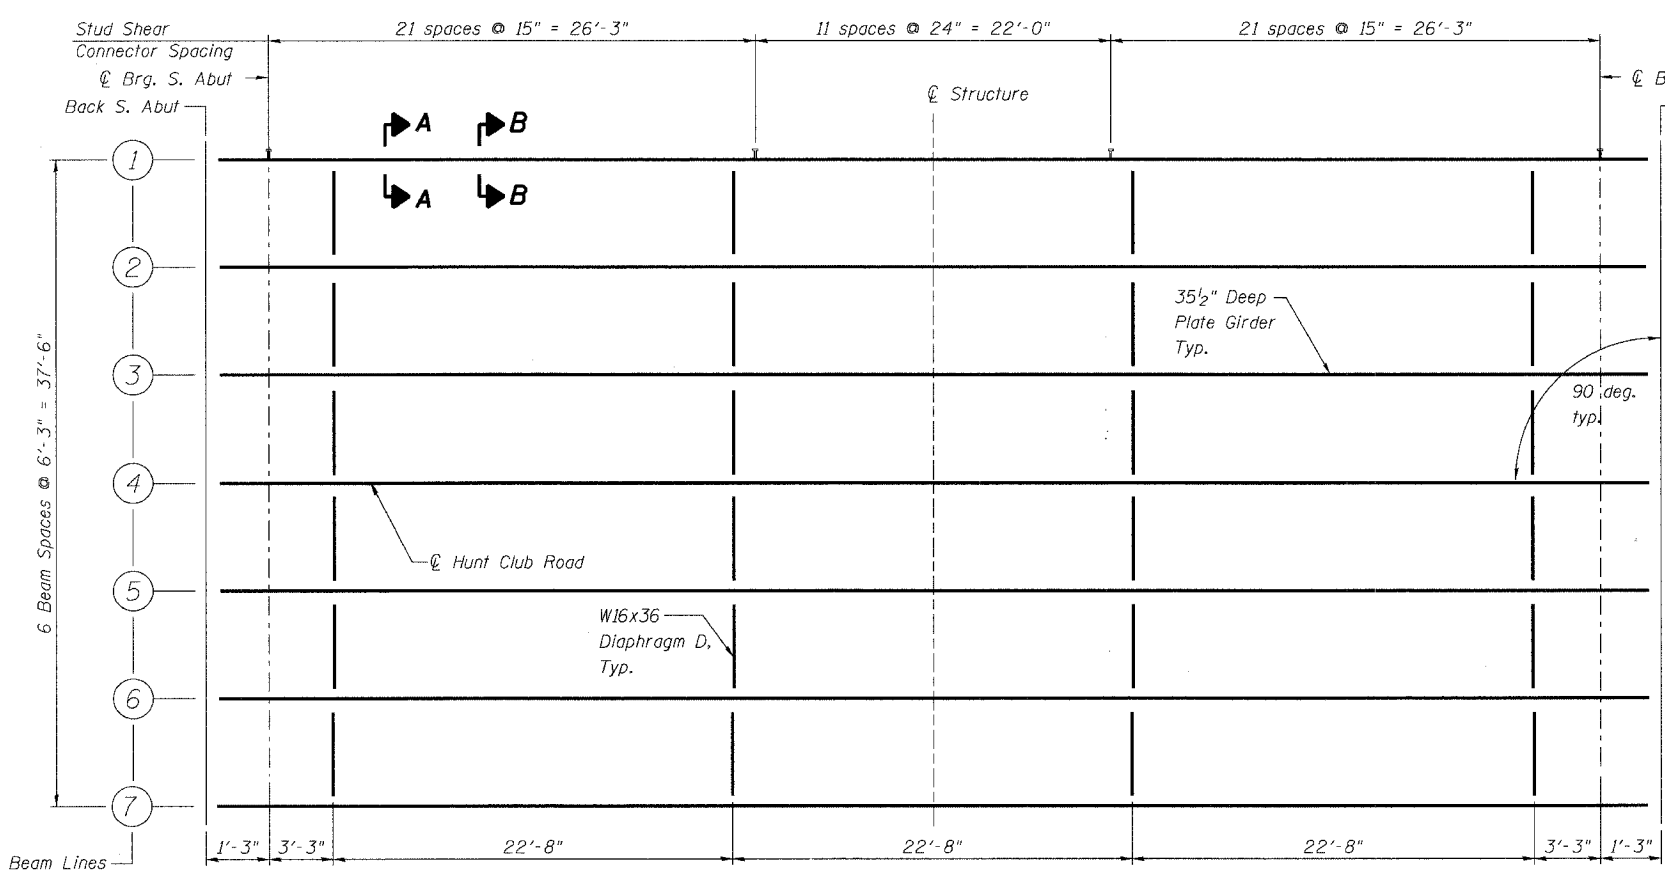 Stud Shear
Connector Spacing
21 spaces @ 15" = 26'-3"
11 spaces @ 24" = 22'-0"
21 spaces @ 15" = 26'-3"
℄ Brg. S. Abut
℄ B
Back S. Abut
℄ Structure
A
B
A
B
1
2
3
4
5
6
7
6 Beam Spaces @ 6'-3" = 37'-6"
35½" Deep
Plate Girder
Typ.
90 deg.
typ.
℄ Hunt Club Road
W16x36
Diaphragm D,
Typ.
1'-3"
3'-3"
22'-8"
22'-8"
22'-8"
3'-3"
1'-3"
Beam Lines